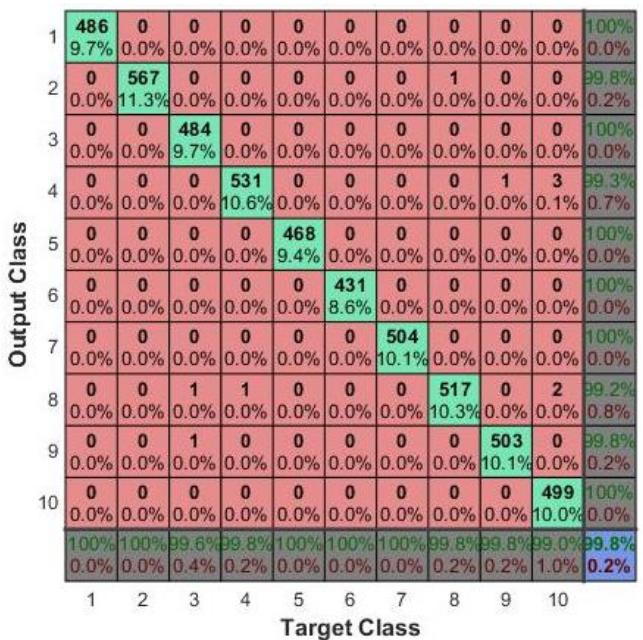 1 486 0 0 0 0 0 0 0 0 0 100%
9.7% 0.0% 0.0% 0.0% 0.0% 0.0% 0.0% 0.0% 0.0% 0.0% 0.0%
2 0 567 0 0 0 0 0 1 0 0 99.8%
0.0% 11.3% 0.0% 0.0% 0.0% 0.0% 0.0% 0.0% 0.0% 0.0% 0.2%
3 0 0 484 0 0 0 0 0 0 0 100%
0.0% 0.0% 9.7% 0.0% 0.0% 0.0% 0.0% 0.0% 0.0% 0.0% 0.0%
4 0 0 0 531 0 0 0 0 1 3 99.3%
0.0% 0.0% 0.0% 10.6% 0.0% 0.0% 0.0% 0.0% 0.0% 0.1% 0.7%
5 0 0 0 0 468 0 0 0 0 0 100%
0.0% 0.0% 0.0% 0.0% 9.4% 0.0% 0.0% 0.0% 0.0% 0.0% 0.0%
6 0 0 0 0 0 431 0 0 0 0 100%
0.0% 0.0% 0.0% 0.0% 0.0% 8.6% 0.0% 0.0% 0.0% 0.0% 0.0%
7 0 0 0 0 0 0 504 0 0 0 100%
0.0% 0.0% 0.0% 0.0% 0.0% 0.0% 10.1% 0.0% 0.0% 0.0% 0.0%
8 0 0 1 1 0 0 0 517 0 2 99.2%
0.0% 0.0% 0.0% 0.0% 0.0% 0.0% 0.0% 10.3% 0.0% 0.0% 0.8%
9 0 0 1 0 0 0 0 0 503 0 99.8%
0.0% 0.0% 0.0% 0.0% 0.0% 0.0% 0.0% 0.0% 10.1% 0.0% 0.2%
10 0 0 0 0 0 0 0 0 0 499 100%
0.0% 0.0% 0.0% 0.0% 0.0% 0.0% 0.0% 0.0% 0.0% 10.0% 0.0%
100% 100% 99.6% 99.8% 100% 100% 100% 99.8% 99.8% 99.0% 99.8%
0.0% 0.0% 0.4% 0.2% 0.0% 0.0% 0.0% 0.2% 0.2% 1.0% 0.2%
1 2 3 4 5 6 7 8 9 10
Target Class
Output Class